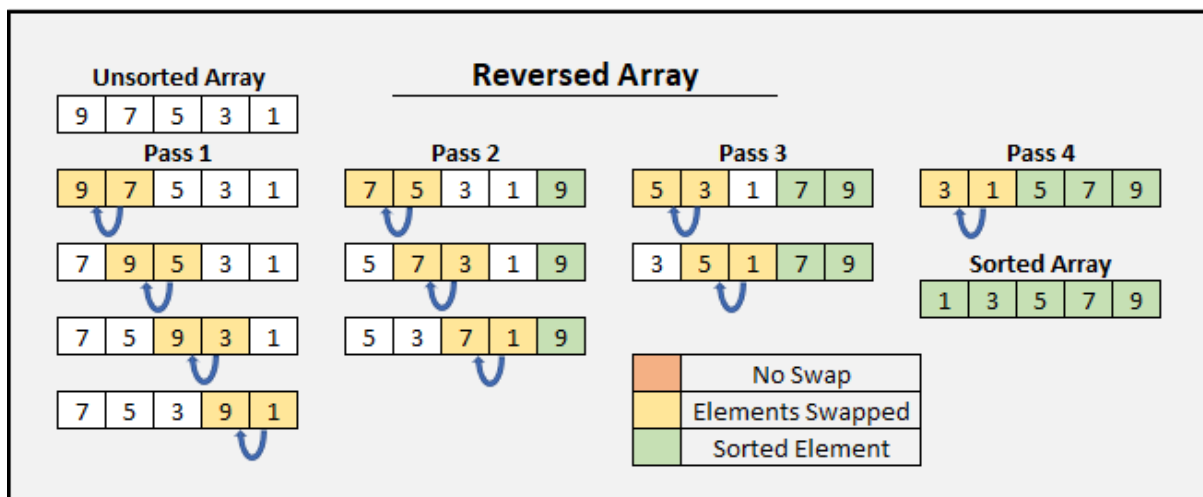 Reversed Array
Unsorted Array
9 7 5 3 1
Pass 1
9 7 5 3 1
7 9 5 3 1
7 5 9 3 1
7 5 3 9 1
Pass 2
7 5 3 1 9
5 7 3 1 9
5 3 7 1 9
Pass 3
5 3 1 7 9
3 5 1 7 9
Pass 4
3 1 5 7 9
Sorted Array
1 3 5 7 9
No Swap
Elements Swapped
Sorted Element